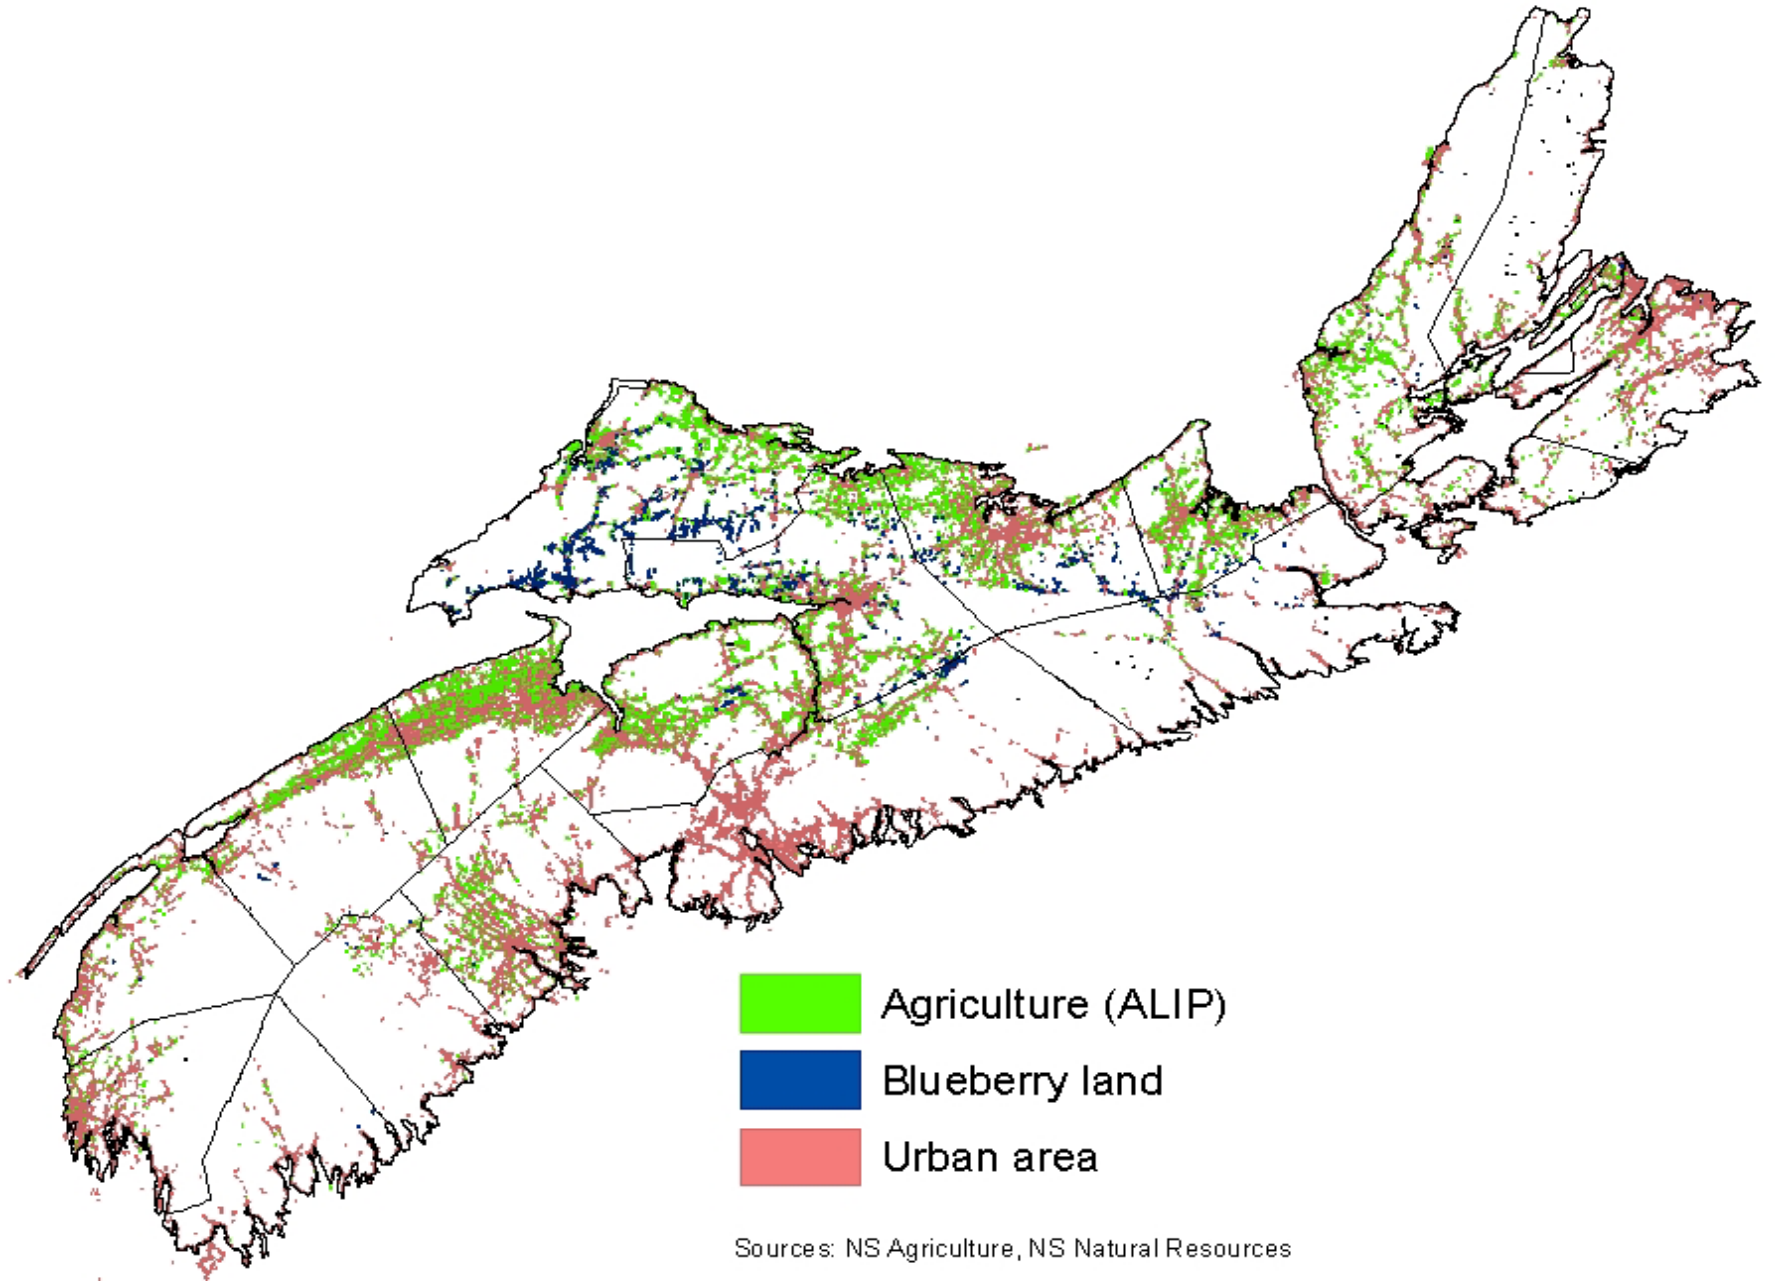 Agriculture (ALIP)
Blueberry land
Urban area
Sources: NS Agriculture, NS Natural Resources